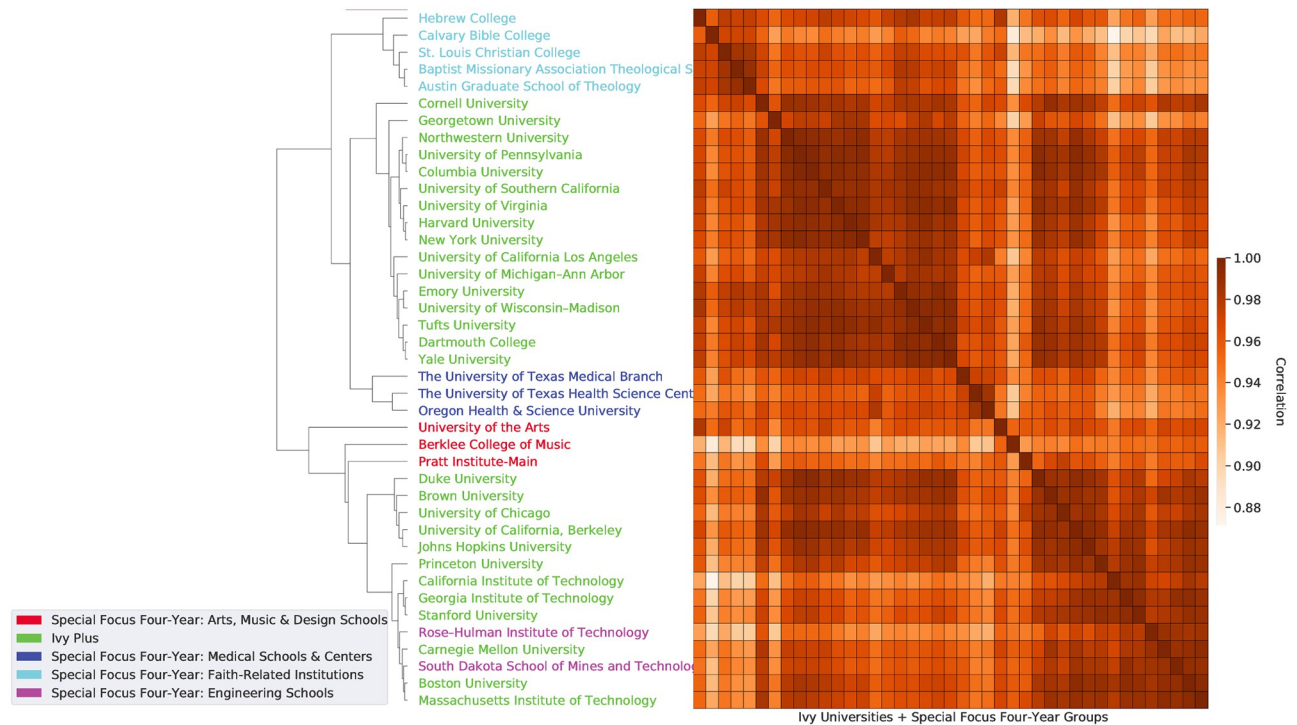 Hebrew College
Calvary Bible College
St. Louis Christian College
Baptist Missionary Association Theological S
Austin Graduate School of Theology
Cornell University
Georgetown University
Northwestern University
University of Pennsylvania
Columbia University
University of Southern California
University of Virginia
Harvard University
New York University
University of California Los Angeles
University of Michigan–Ann Arbor
Emory University
University of Wisconsin–Madison
Tufts University
Dartmouth College
Yale University
The University of Texas Medical Branch
The University of Texas Health Science Cent
Oregon Health & Science University
University of the Arts
Berklee College of Music
Pratt Institute-Main
Duke University
Brown University
University of Chicago
University of California, Berkeley
Johns Hopkins University
Princeton University
California Institute of Technology
Georgia Institute of Technology
Stanford University
Rose-Hulman Institute of Technology
Carnegie Mellon University
South Dakota School of Mines and Technolog
Boston University
Massachusetts Institute of Technology
Special Focus Four-Year: Arts, Music & Design Schools
Ivy Plus
Special Focus Four-Year: Medical Schools & Centers
Special Focus Four-Year: Faith-Related Institutions
Special Focus Four-Year: Engineering Schools
1.00
0.98
0.96
0.94
0.92
0.90
0.88
Correlation
Ivy Universities + Special Focus Four-Year Groups